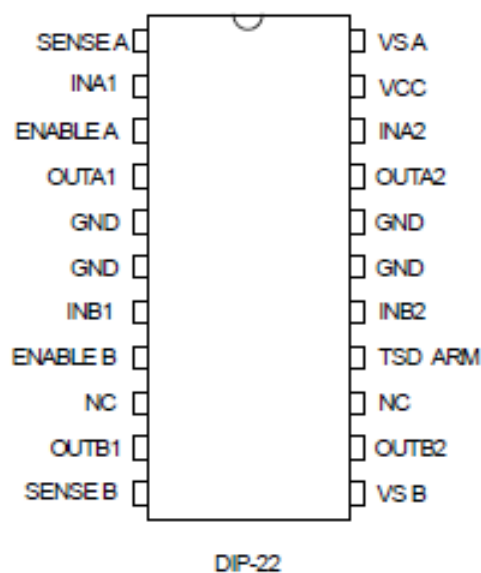 SENSE A VS A
INA1 VCC
ENABLE A INA2
OUTA1 OUTA2
GND GND
GND GND
INB1 INB2
ENABLE B TSD ARM
NC NC
OUTB1 OUTB2
SENSE B VS B
DIP-22